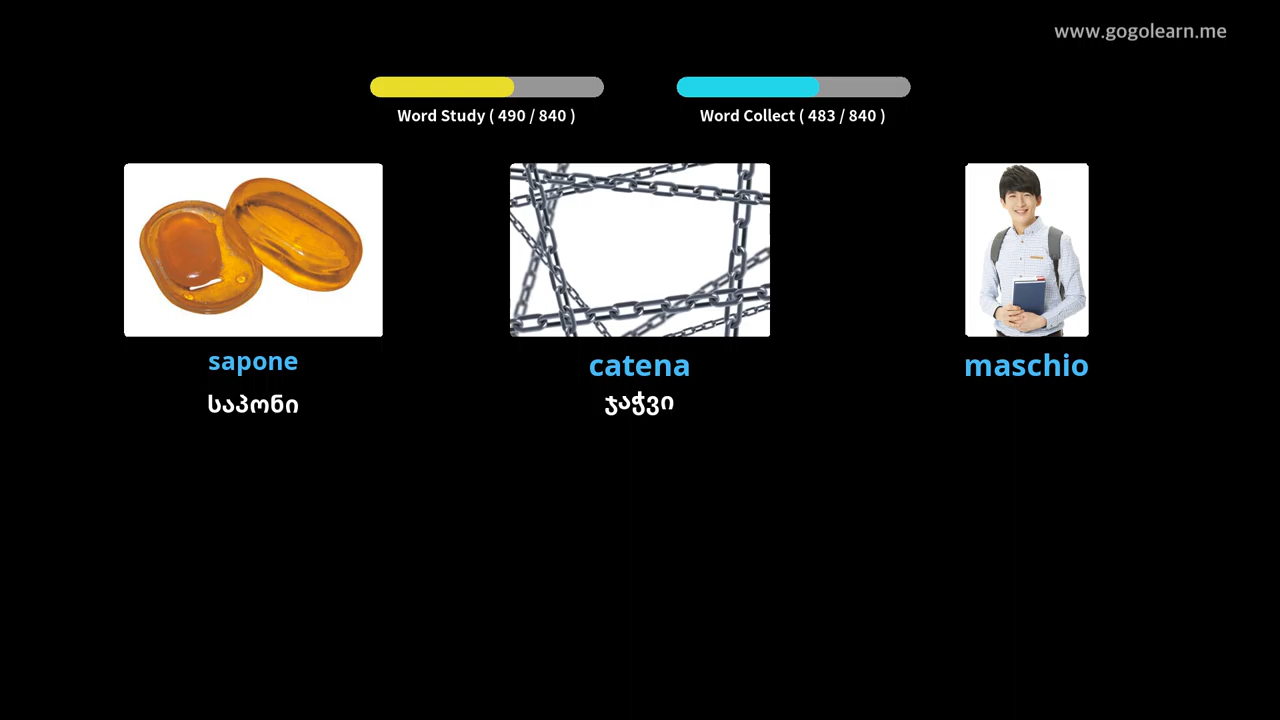 www.gogolearn.me
Word Study ( 490 / 840 )
Word Collect ( 483 / 840 )
sapone
საპონი
catena
ჯაჭვი
maschio